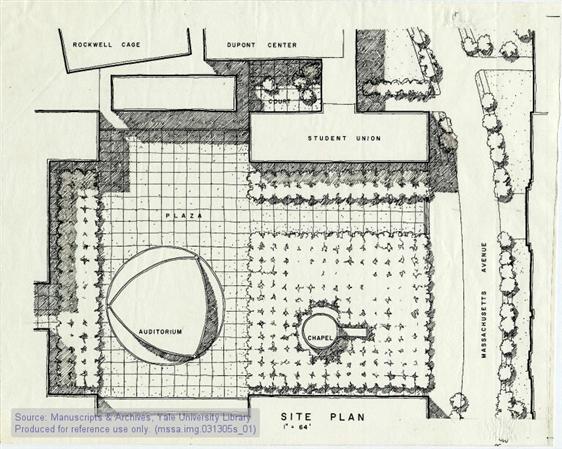 ROCKWELL CAGE
DUPONT CENTER
COURT
STUDENT UNION
PLAZA
MASSACHUSETTS AVENUE
AUDITORIUM
CHAPEL
SITE PLAN
1" = 64'
Source: Manuscripts & Archives, Yale University Library
Produced for reference use only. (mssa.img.031305s_01)